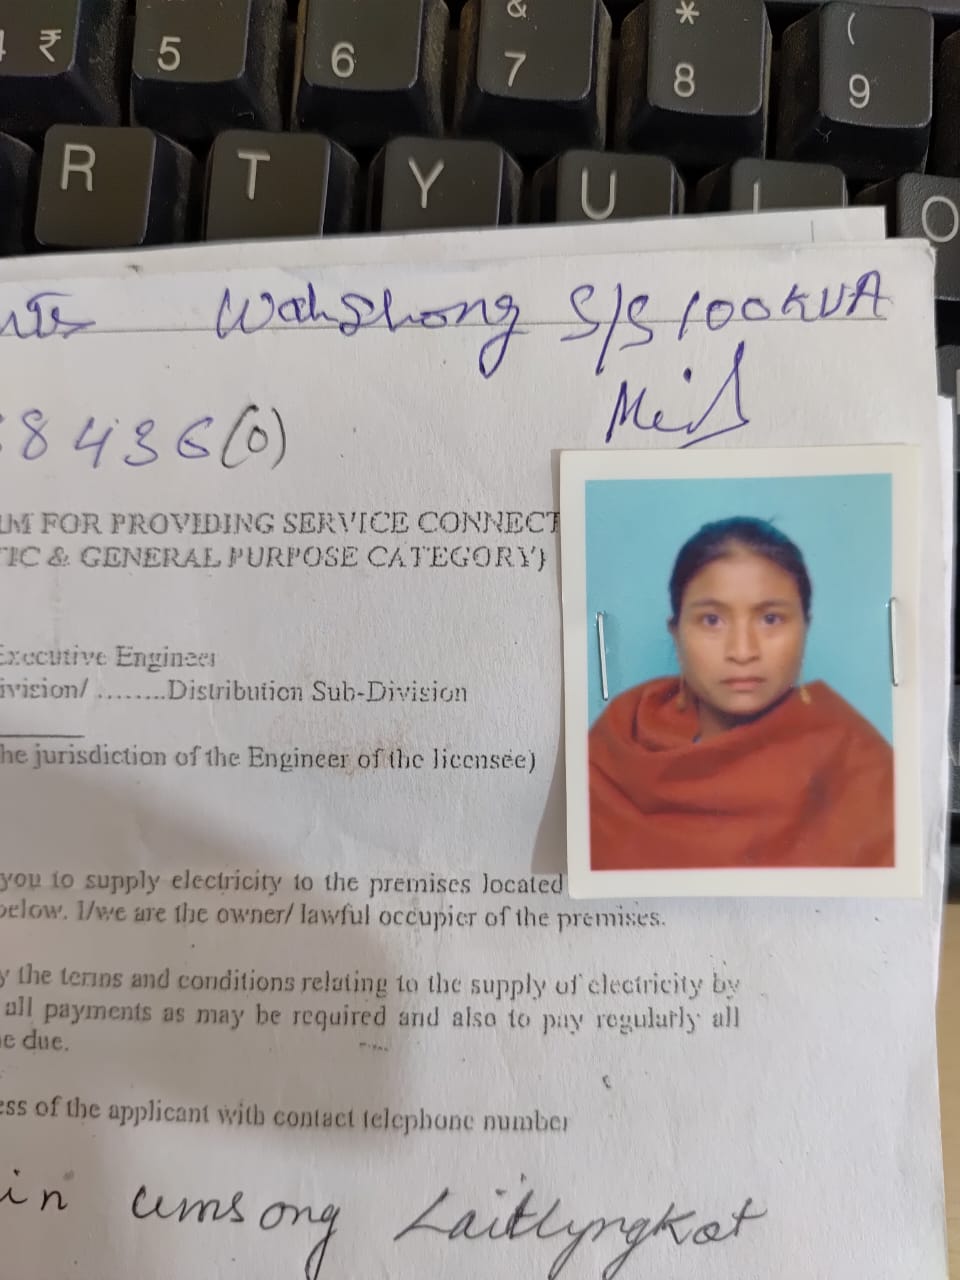 ₹ 5 6 & 7 * 8 ( 9
R T Y U I O
Wahshong S/S 100KVA
8436(0)
FOR PROVIDING SERVICE CONNECT
& GENERAL PURPOSE CATEGORY}
Executive Engineer
ivision/ ........Distribution Sub-Division
he jurisdiction of the Engineer of the licensee)
you to supply electricity to the premises located
below. I/we are the owner/ lawful occupier of the premises.
y the terms and conditions relating to the supply of electricity by
all payments as may be required and also to pay regularly all
e due.
ess of the applicant with contact telephone number
in Umsong Laitlyngkot